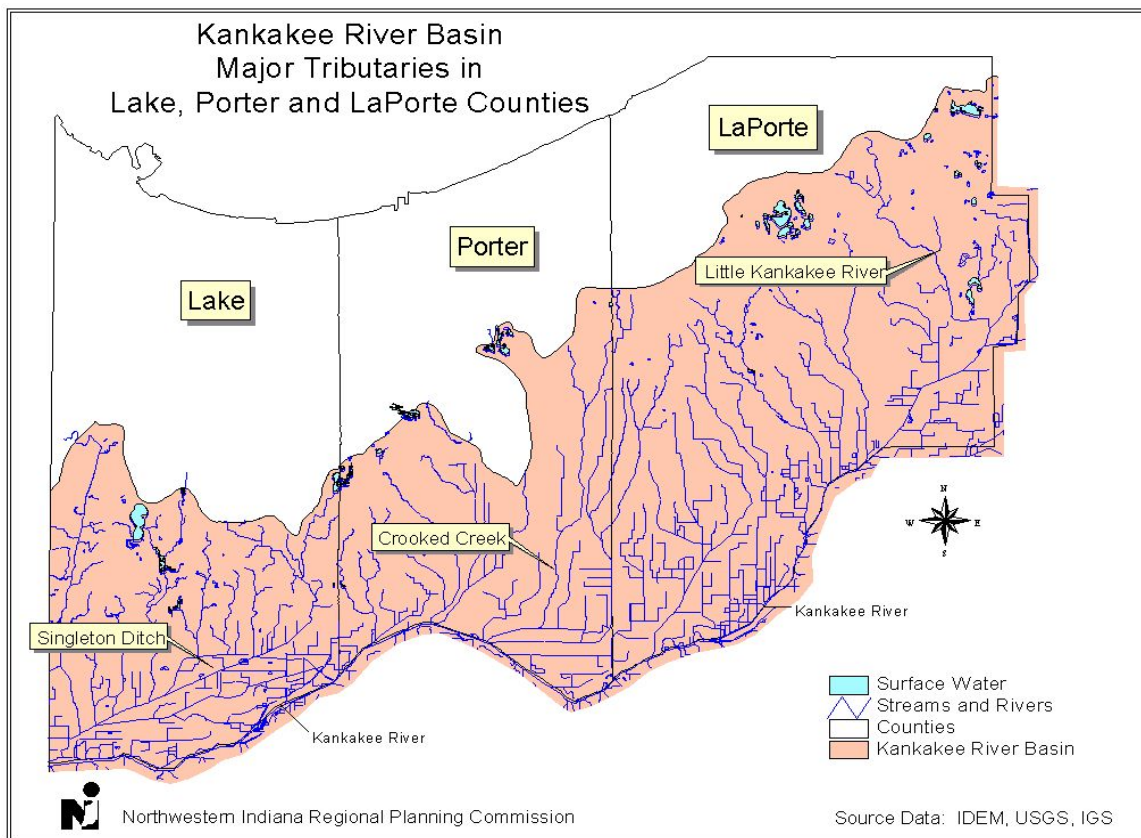 Kankakee River Basin
Major Tributaries in
Lake, Porter and LaPorte Counties
LaPorte
Porter
Little Kankakee River
Lake
N
W E
S
Crooked Creek
Kankakee River
Singleton Ditch
Kankakee River
Surface Water
Streams and Rivers
Counties
Kankakee River Basin
Northwestern Indiana Regional Planning Commission
Source Data: IDEM, USGS, IGS